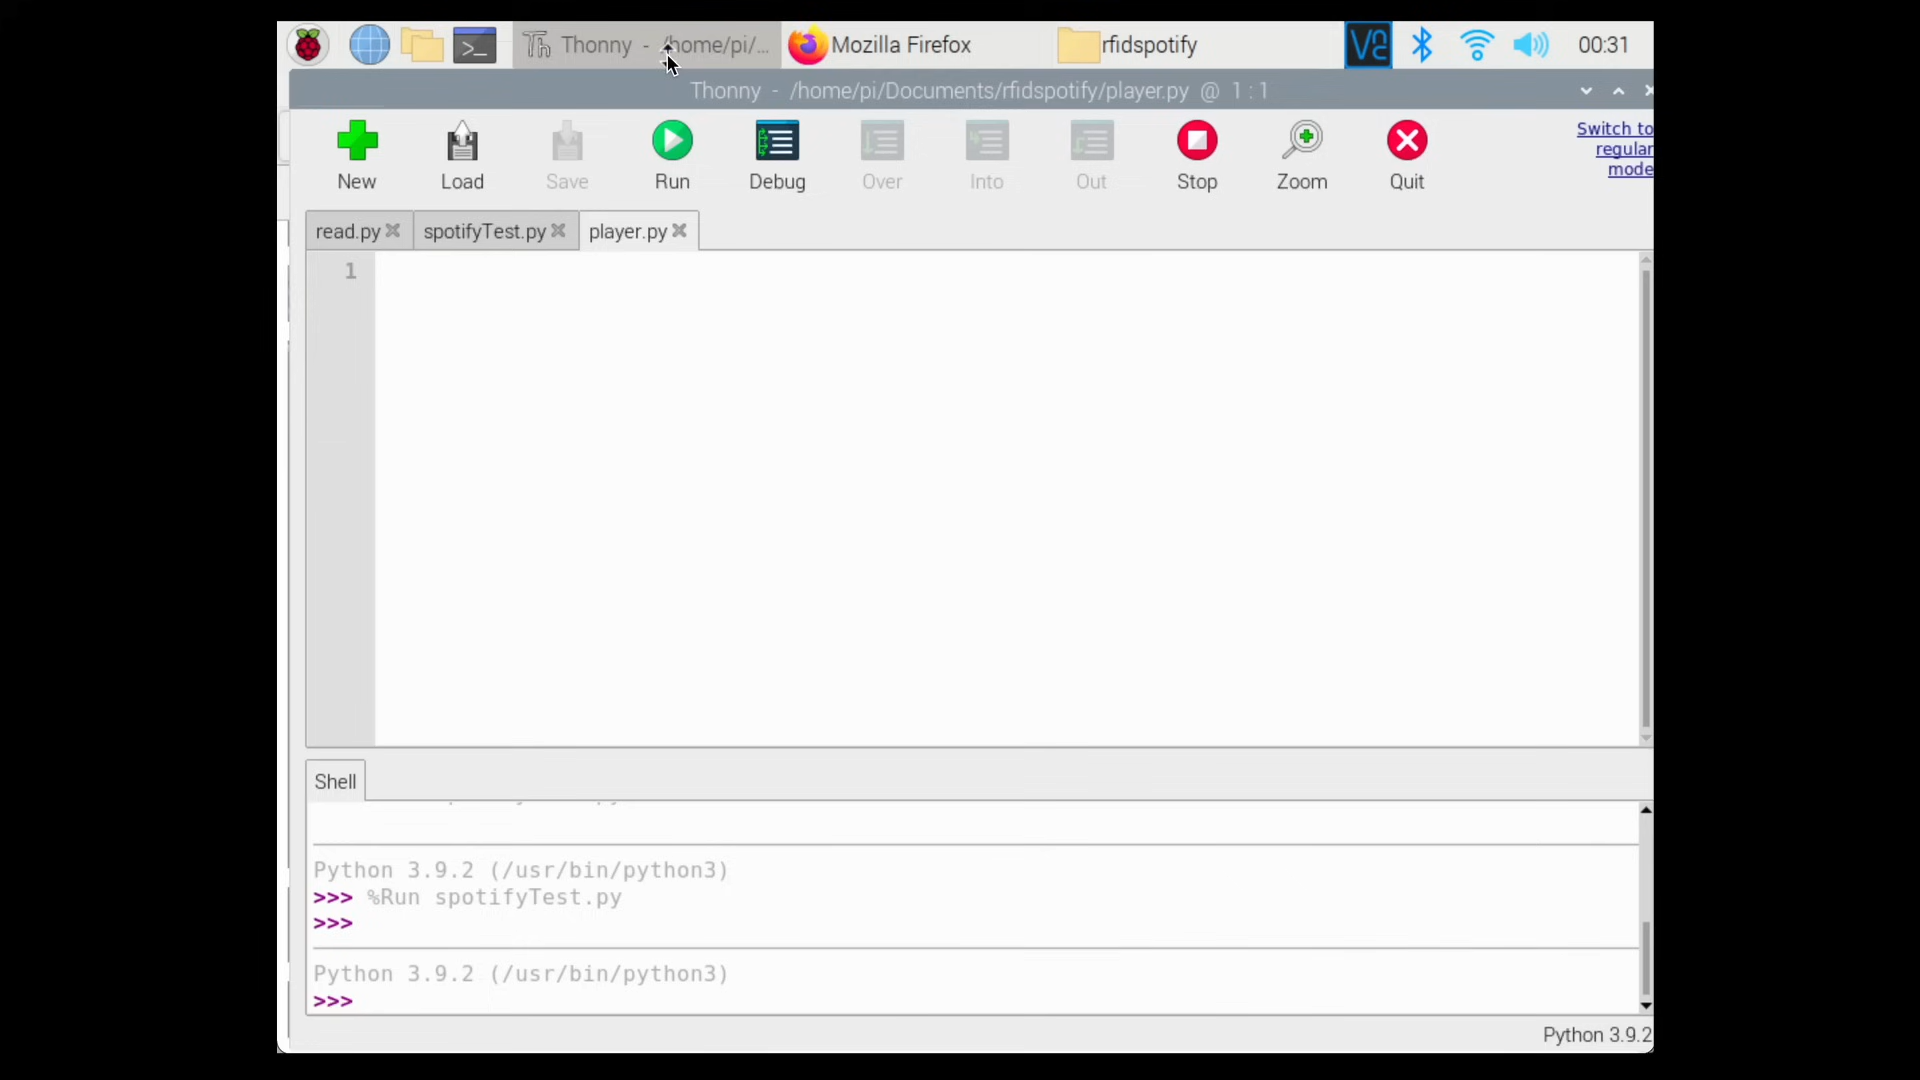 Thonny - /home/pi/...
Mozilla Firefox
rfidspotify
00:31
Thonny - /home/pi/Documents/rfidspotify/player.py @ 1 : 1
New
Load
Save
Run
Debug
Over
Into
Out
Stop
Zoom
Quit
Switch to
regular
mode
read.py
spotifyTest.py
player.py
1
Shell
Python 3.9.2 (/usr/bin/python3)
>>> %Run spotifyTest.py
>>>
Python 3.9.2 (/usr/bin/python3)
>>>
Python 3.9.2